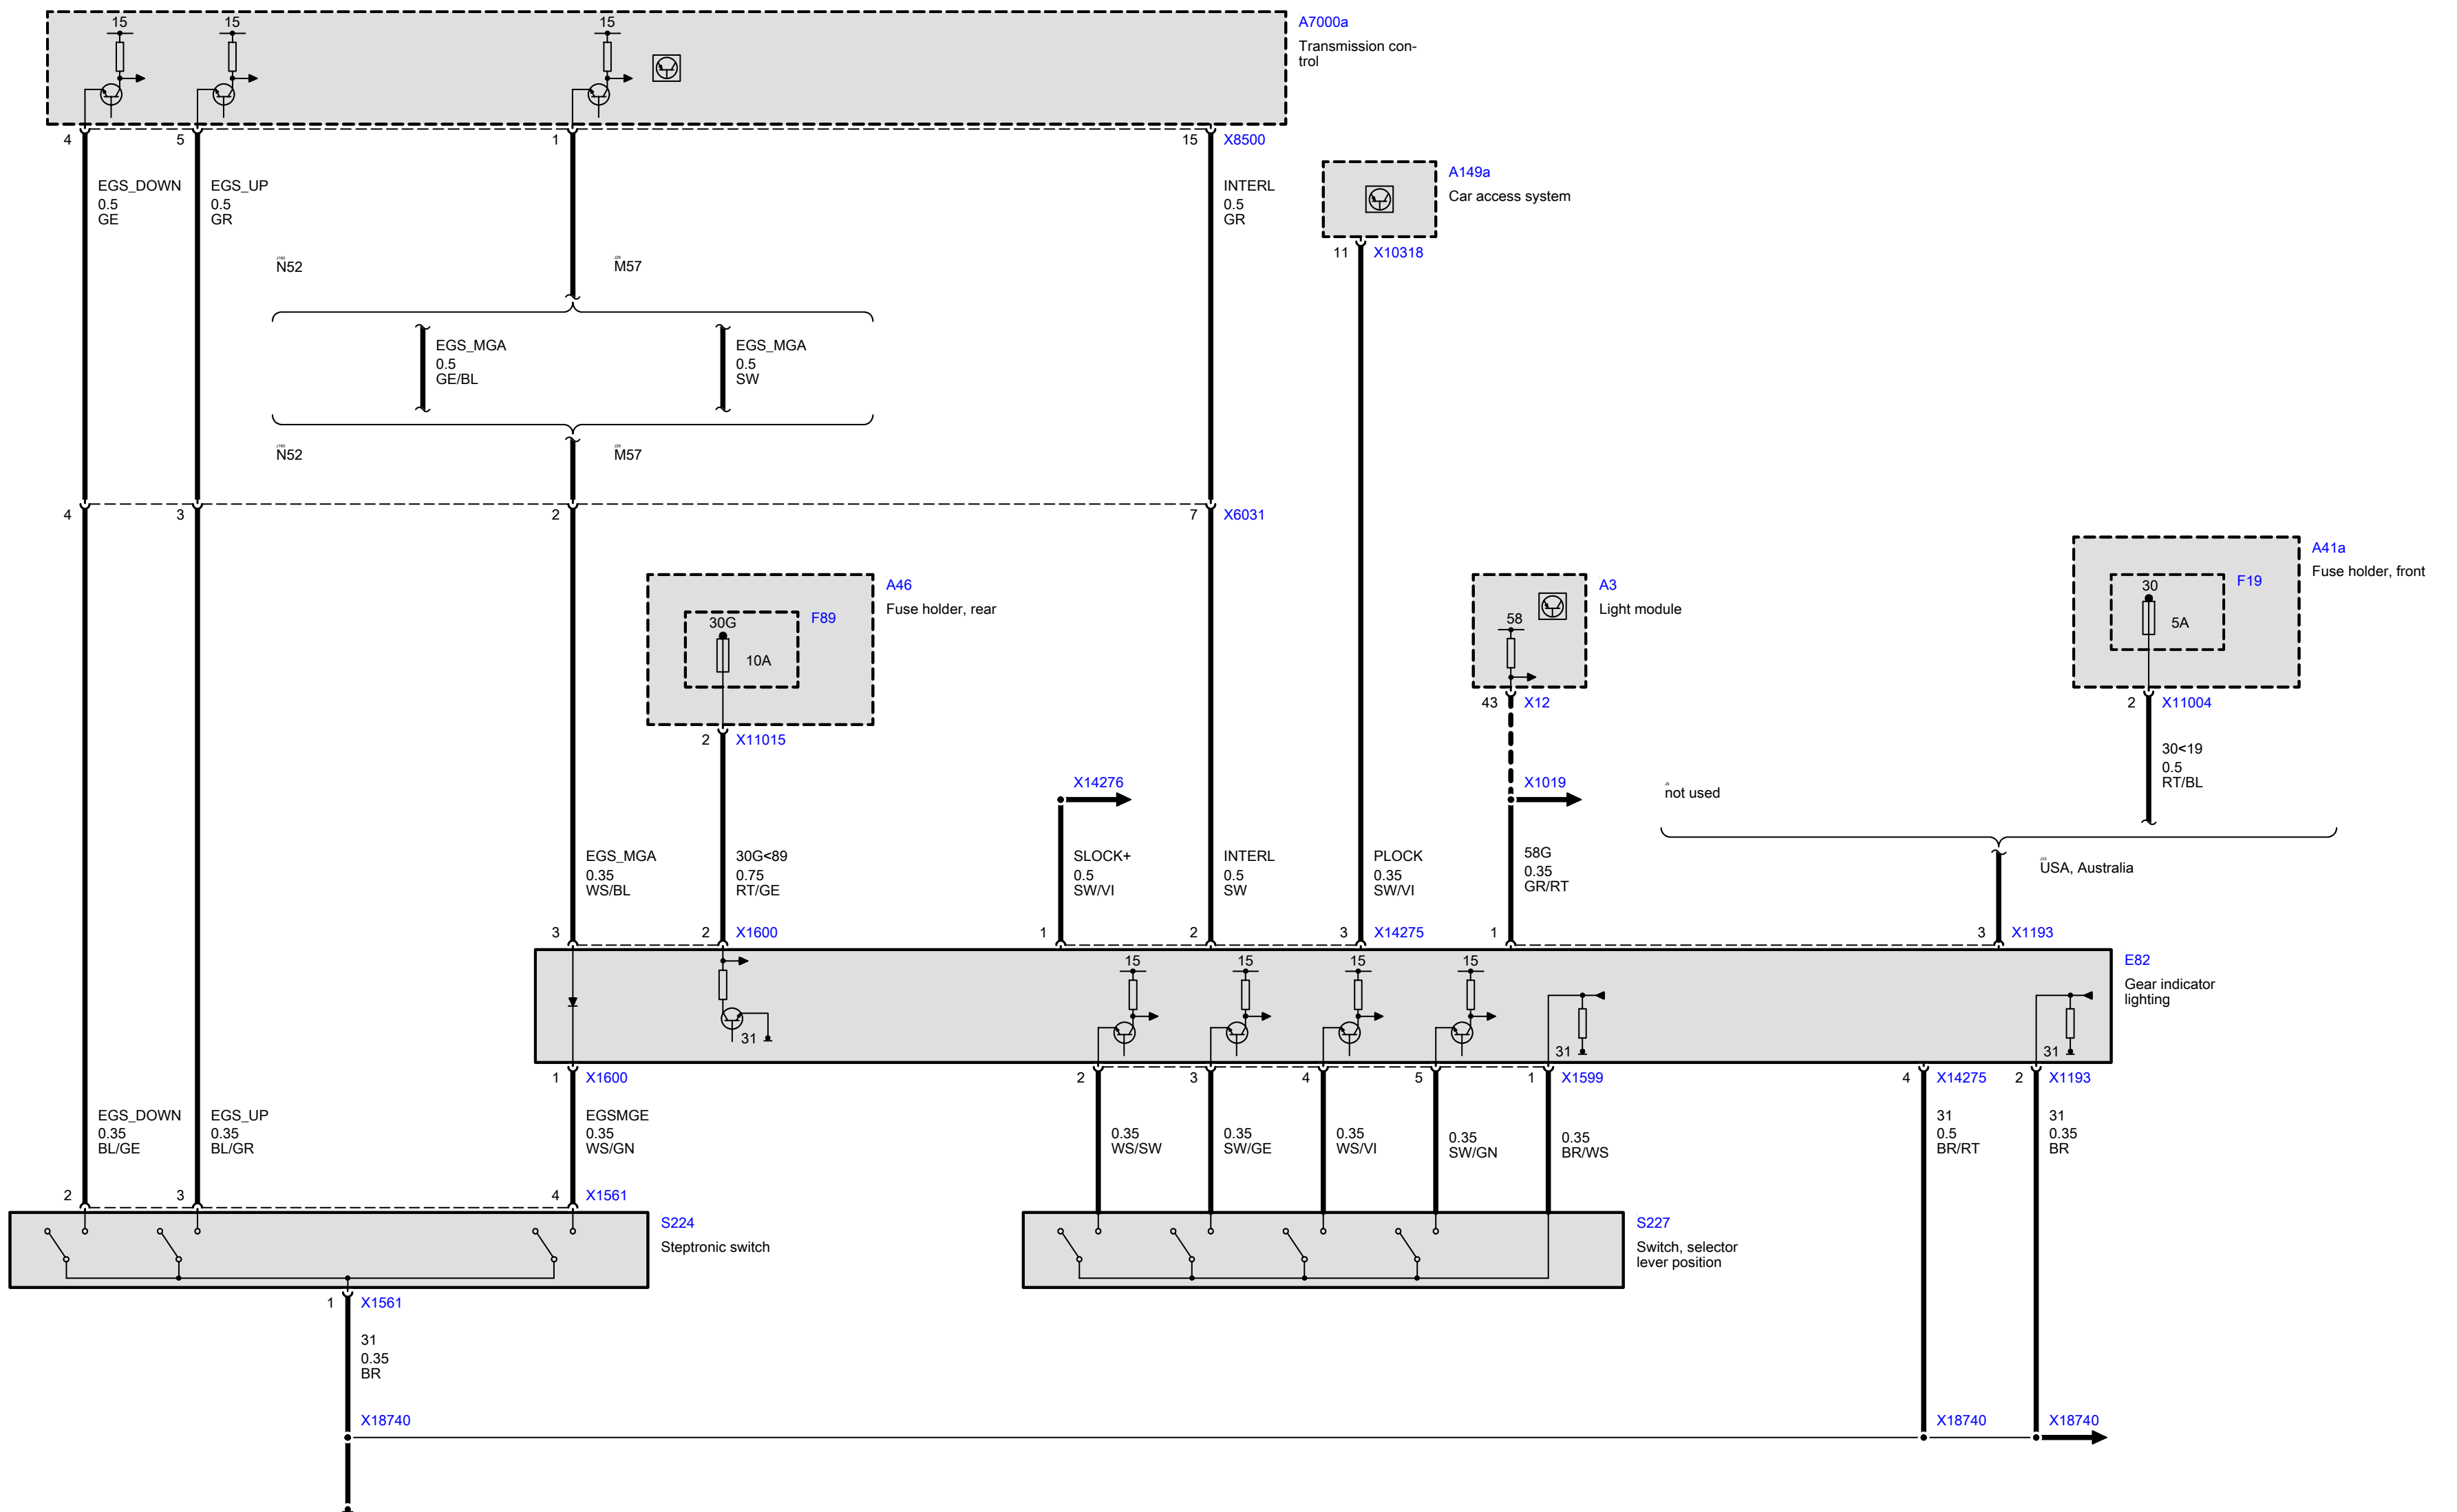 15
15
15
A7000a
Transmission con-
trol
4
5
1
15
X8500
EGS_DOWN
0.5
GE
EGS_UP
0.5
GR
INTERL
0.5
GR
A149a
Car access system
11
X10318
N52
M57
EGS_MGA
0.5
GE/BL
EGS_MGA
0.5
SW
N52
M57
4
3
2
7
X6031
A46
Fuse holder, rear
F89
30G
10A
2
X11015
A3
Light module
58
43
X12
A41a
Fuse holder, front
F19
30
5A
2
X11004
30<19
0.5
RT/BL
X14276
X1019
not used
USA, Australia
EGS_MGA
0.35
WS/BL
30G<89
0.75
RT/GE
SLOCK+
0.5
SW/VI
INTERL
0.5
SW
PLOCK
0.35
SW/VI
58G
0.35
GR/RT
3
2
X1600
1
2
3
X14275
1
3
X1193
E82
Gear indicator
lighting
15
15
15
15
31
31
31
1
X1600
2
3
4
5
1
X1599
4
X14275
2
X1193
EGS_DOWN
0.35
BL/GE
EGS_UP
0.35
BL/GR
EGSMGE
0.35
WS/GN
0.35
WS/SW
0.35
SW/GE
0.35
WS/VI
0.35
SW/GN
0.35
BR/WS
31
0.5
BR/RT
31
0.35
BR
2
3
4
X1561
S224
Steptronic switch
S227
Switch, selector
lever position
1
X1561
31
0.35
BR
X18740
X18740
X18740